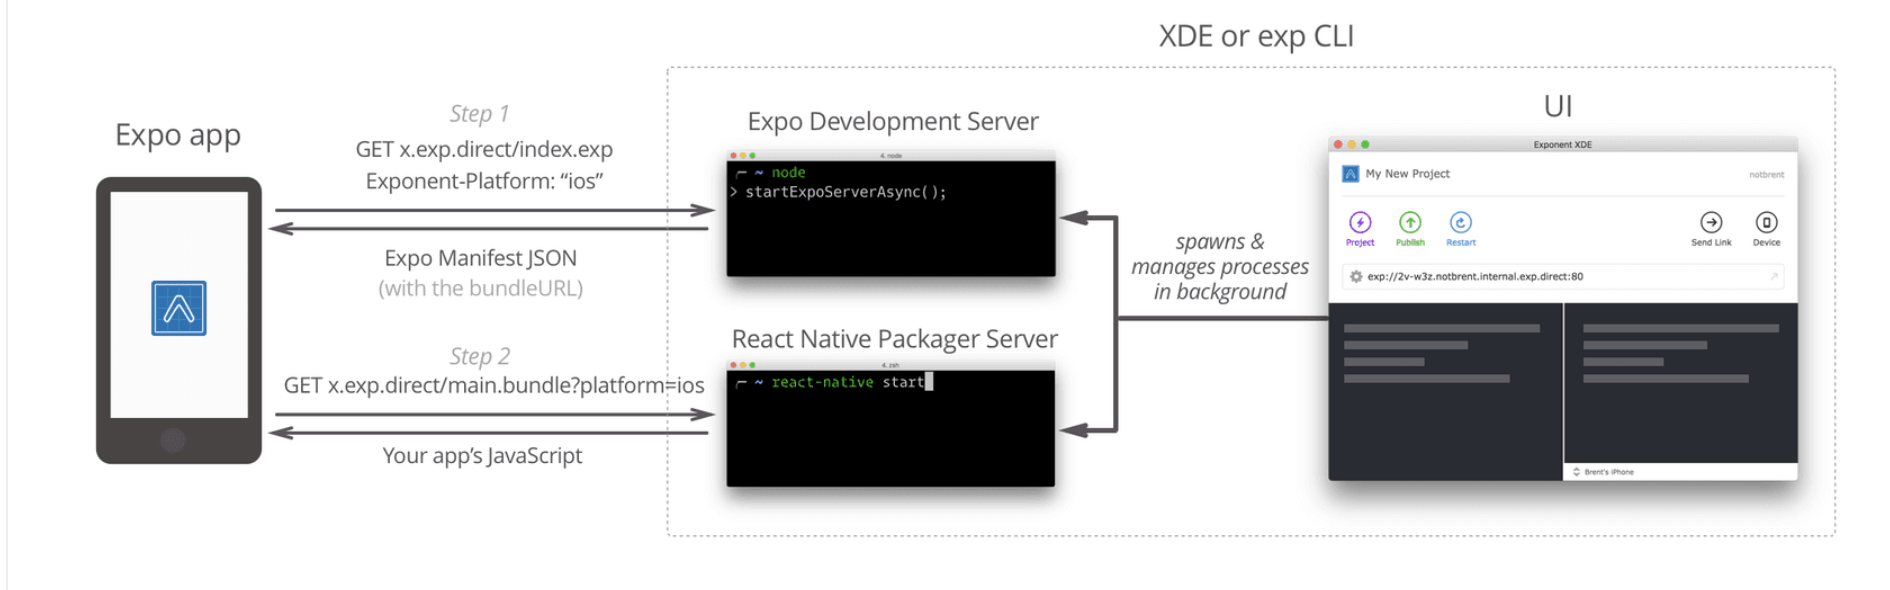 XDE or exp CLI
Expo app
Step 1
GET x.exp.direct/index.exp
Exponent-Platform: “ios”
Expo Manifest JSON
(with the bundleURL)
Step 2
GET x.exp.direct/main.bundle?platform=ios
Your app’s JavaScript
Expo Development Server
4. node
~ node
> startExpoServerAsync();
React Native Packager Server
4. zsh
~ react-native start
spawns &
manages processes
in background
UI
Exponent XDE
My New Project
notbrent
Project
Publish
Restart
Send Link
Device
exp://2v-w3z.notbrent.internal.exp.direct:80
Brent's iPhone